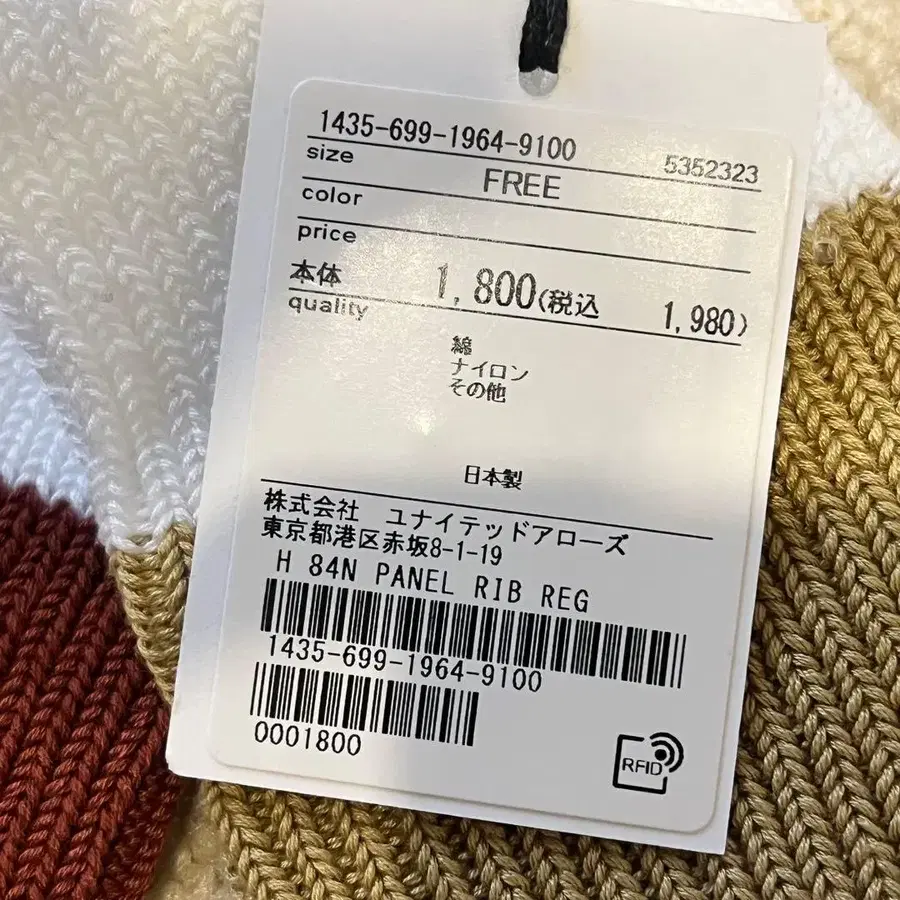 1435-699-1964-9100 5352323
size FREE
color
price
本体 1,800(税込 1,980)
quality
綿
ナイロン
その他
日本製
株式会社 ユナイテッドアローズ
東京都港区赤坂8-1-19
H 84N PANEL RIB REG
1435-699-1964-9100
0001800
RFID